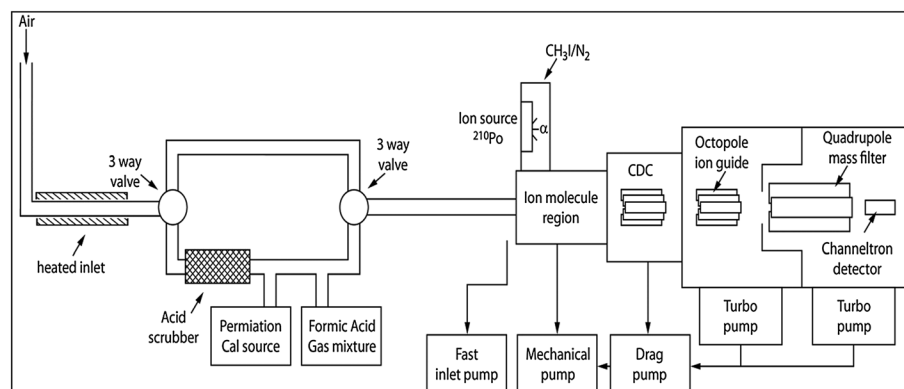 Air
CH3I/N2
Ion source
²¹⁰Po
α
Octopole
ion guide
Quadrupole
mass filter
3 way
valve
3 way
valve
CDC
Ion molecule
region
heated inlet
Channeltron
detector
Acid
scrubber
Permiation
Cal source
Formic Acid
Gas mixture
Turbo
pump
Turbo
pump
Fast
inlet pump
Mechanical
pump
Drag
pump